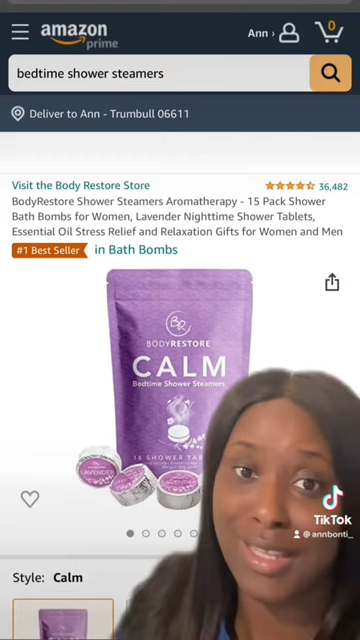 amazon
prime
Ann ›
0
bedtime shower steamers
Deliver to Ann - Trumbull 06611
Visit the Body Restore Store
36,482
BodyRestore Shower Steamers Aromatherapy - 15 Pack Shower
Bath Bombs for Women, Lavender Nighttime Shower Tablets,
Essential Oil Stress Relief and Relaxation Gifts for Women and Men
#1 Best Seller
in Bath Bombs
BR
BODYRESTORE
CALM
Bedtime Shower Steamers
LAVENDER
LAVENDER
TikTok
@annbonti_
Style: Calm